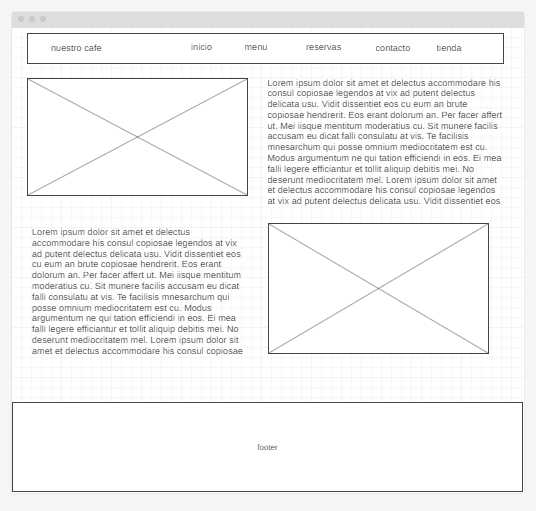 nuestro cafe inicio menu reservas contacto tienda
Lorem ipsum dolor sit amet et delectus accommodare his
consul copiosae legendos at vix ad putent delectus
delicata usu. Vidit dissentiet eos cu eum an brute
copiosae hendrerit. Eos erant dolorum an. Per facer affert
ut. Mei iisque mentitum moderatius cu. Sit munere facilis
accusam eu dicat falli consulatu at vis. Te facilisis
mnesarchum qui posse omnium mediocritatem est cu.
Modus argumentum ne qui tation efficiendi in eos. Ei mea
falli legere efficiantur et tollit aliquip debitis mei. No
deserunt mediocritatem mel. Lorem ipsum dolor sit amet
et delectus accommodare his consul copiosae legendos
at vix ad putent delectus delicata usu. Vidit dissentiet eos
Lorem ipsum dolor sit amet et delectus
accommodare his consul copiosae legendos at vix
ad putent delectus delicata usu. Vidit dissentiet eos
cu eum an brute copiosae hendrerit. Eos erant
dolorum an. Per facer affert ut. Mei iisque mentitum
moderatius cu. Sit munere facilis accusam eu dicat
falli consulatu at vis. Te facilisis mnesarchum qui
posse omnium mediocritatem est cu. Modus
argumentum ne qui tation efficiendi in eos. Ei mea
falli legere efficiantur et tollit aliquip debitis mei. No
deserunt mediocritatem mel. Lorem ipsum dolor sit
amet et delectus accommodare his consul copiosae
footer